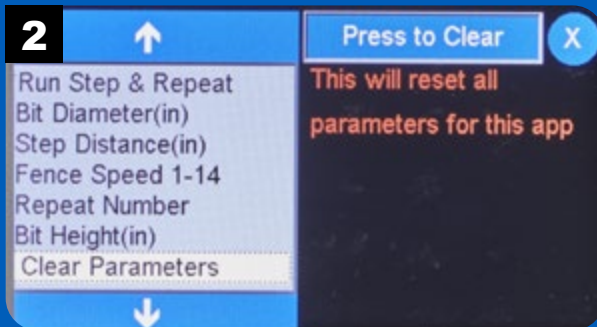 2
Press to Clear
X
Run Step & Repeat
Bit Diameter(in)
Step Distance(in)
Fence Speed 1-14
Repeat Number
Bit Height(in)
Clear Parameters
This will reset all
parameters for this app